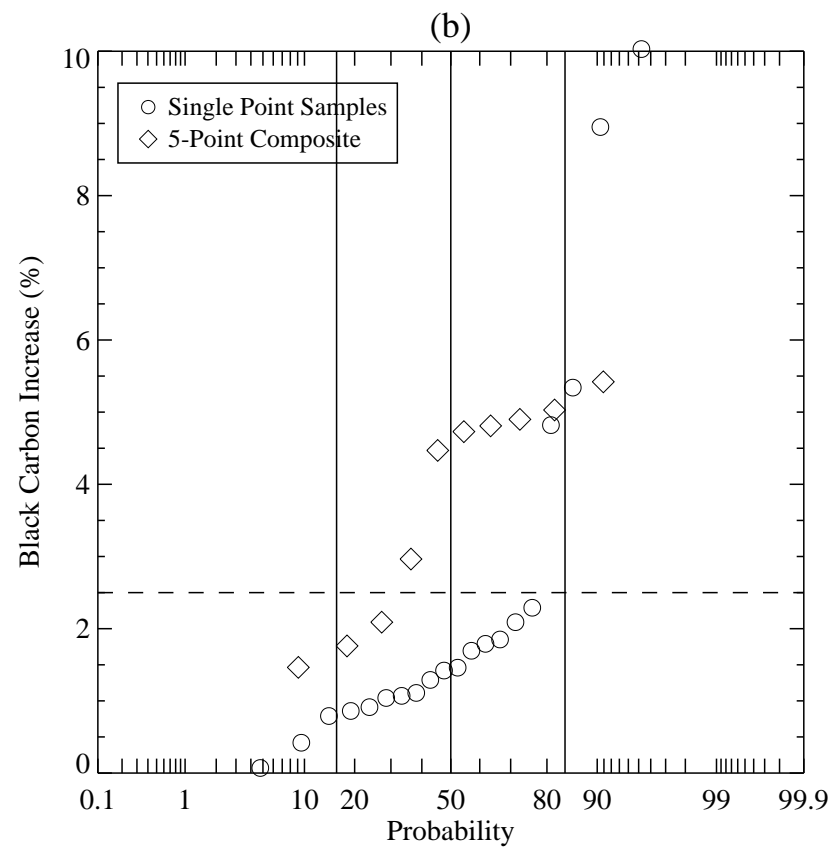 (b)
10
Single Point Samples
5-Point Composite
8
6
4
2
0
Black Carbon Increase (%)
0.1 1 10 20 50 80 90 99 99.9
Probability